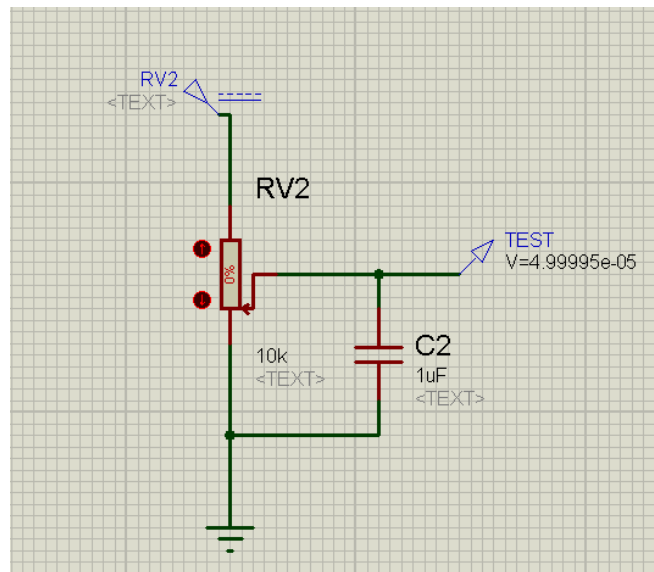 RV2
<TEXT>
RV2
0%
TEST
V=4.99995e-05
10k
<TEXT>
C2
1uF
<TEXT>